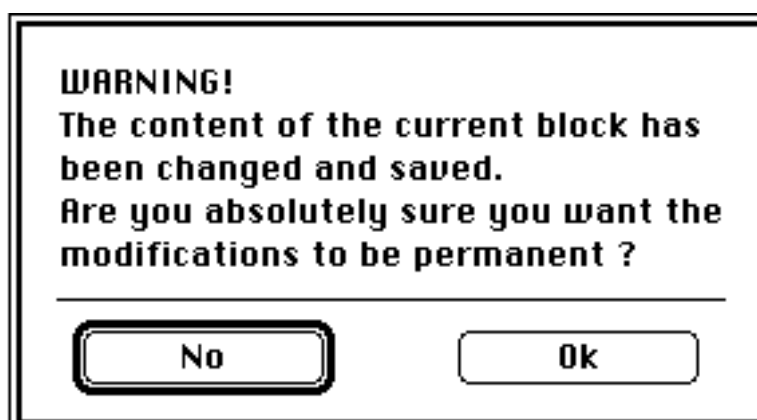 WARNING!
The content of the current block has
been changed and saved.
Are you absolutely sure you want the
modifications to be permanent ?
No
Ok